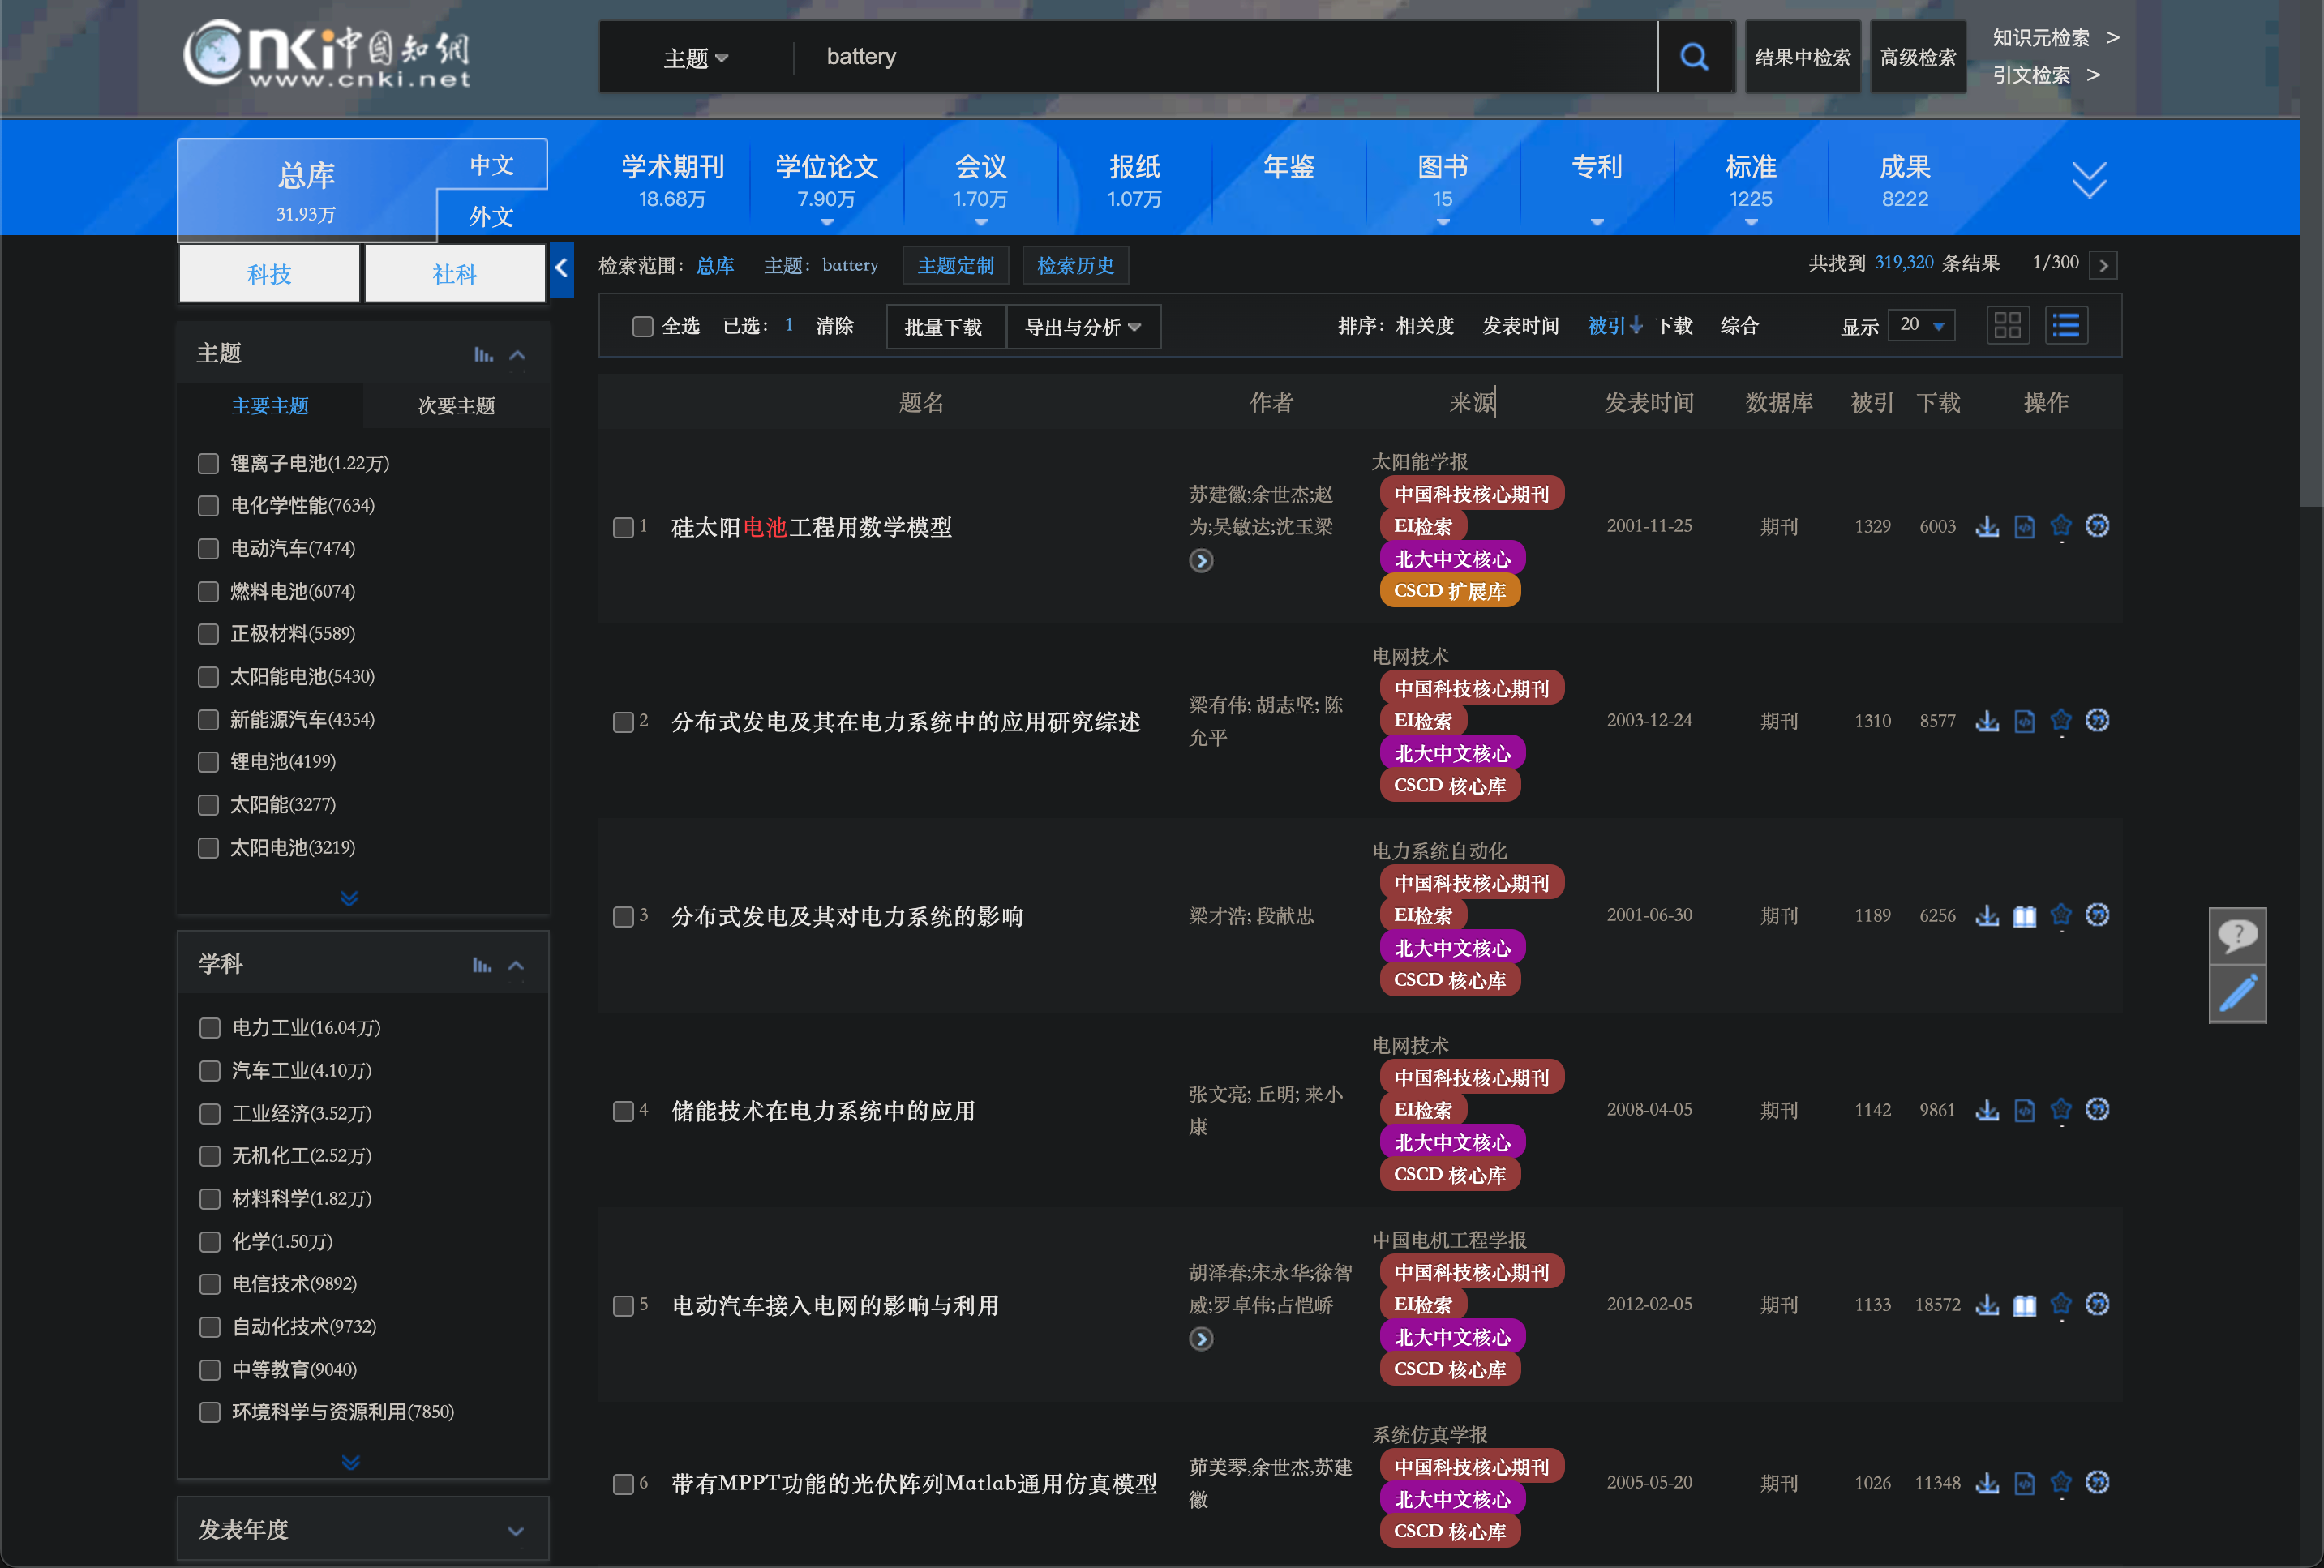 cnki中国知網
www.cnki.net
主题
battery
结果中检索
高级检索
知识元检索 >
引文检索 >
总库
31.93万
中文
外文
学术期刊
18.68万
学位论文
7.90万
会议
1.70万
报纸
1.07万
年鉴
图书
15
专利
标准
1225
成果
8222
科技
社科
检索范围：总库 主题：battery 主题定制 检索历史
共找到 319,320 条结果 1/300
全选 已选：1 清除 批量下载 导出与分析
排序：相关度 发表时间 被引 下载 综合 显示 20
主题
主要主题 次要主题
锂离子电池(1.22万)
电化学性能(7634)
电动汽车(7474)
燃料电池(6074)
正极材料(5589)
太阳能电池(5430)
新能源汽车(4354)
锂电池(4199)
太阳能(3277)
太阳电池(3219)
学科
电力工业(16.04万)
汽车工业(4.10万)
工业经济(3.52万)
无机化工(2.52万)
材料科学(1.82万)
化学(1.50万)
电信技术(9892)
自动化技术(9732)
中等教育(9040)
环境科学与资源利用(7850)
发表年度
题名 作者 来源 发表时间 数据库 被引 下载 操作
1 硅太阳电池工程用数学模型
苏建徽;余世杰;赵
为;吴敏达;沈玉梁
太阳能学报
中国科技核心期刊
EI检索
北大中文核心
CSCD 扩展库
2001-11-25 期刊 1329 6003
2 分布式发电及其在电力系统中的应用研究综述
梁有伟; 胡志坚; 陈
允平
电网技术
中国科技核心期刊
EI检索
北大中文核心
CSCD 核心库
2003-12-24 期刊 1310 8577
3 分布式发电及其对电力系统的影响
梁才浩; 段献忠
电力系统自动化
中国科技核心期刊
EI检索
北大中文核心
CSCD 核心库
2001-06-30 期刊 1189 6256
4 储能技术在电力系统中的应用
张文亮; 丘明; 来小
康
电网技术
中国科技核心期刊
EI检索
北大中文核心
CSCD 核心库
2008-04-05 期刊 1142 9861
5 电动汽车接入电网的影响与利用
胡泽春;宋永华;徐智
威;罗卓伟;占恺峤
中国电机工程学报
中国科技核心期刊
EI检索
北大中文核心
CSCD 核心库
2012-02-05 期刊 1133 18572
6 带有MPPT功能的光伏阵列Matlab通用仿真模型
茆美琴,余世杰,苏建
徽
系统仿真学报
中国科技核心期刊
北大中文核心
CSCD 核心库
2005-05-20 期刊 1026 11348